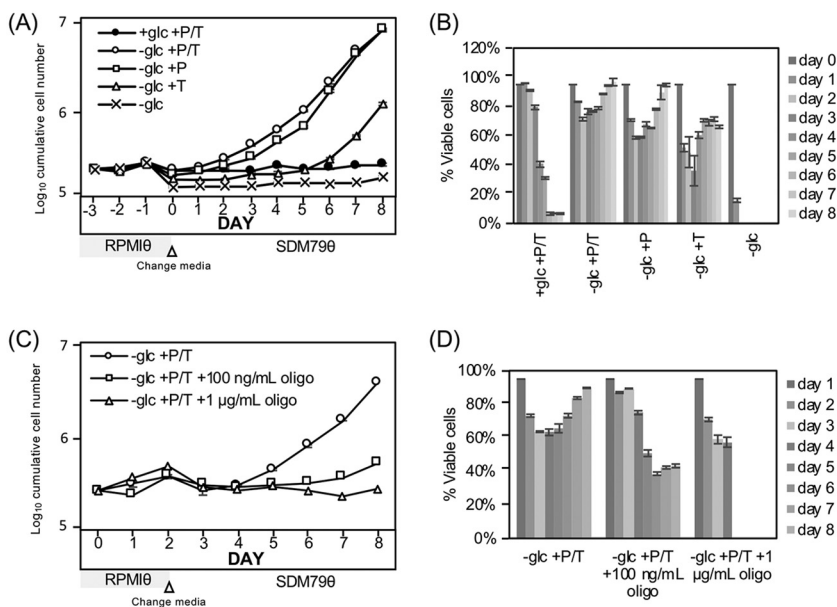 (A)
7
6
5
Log10 cumulative cell number
+glc +P/T
-glc +P/T
-glc +P
-glc +T
-glc
-3 -2 -1 0 1 2 3 4 5 6 7 8
DAY
RPMIθ SDM79θ
Change media
(B)
120%
100%
80%
60%
40%
20%
0%
% Viable cells
+glc +P/T
-glc +P/T
-glc +P
-glc +T
-glc
day 0
day 1
day 2
day 3
day 4
day 5
day 6
day 7
day 8
(C)
7
6
5
Log10 cumulative cell number
-glc +P/T
-glc +P/T +100 ng/mL oligo
-glc +P/T +1 µg/mL oligo
0 1 2 3 4 5 6 7 8
DAY
RPMIθ SDM79θ
Change media
(D)
100%
80%
60%
40%
20%
0%
% Viable cells
-glc +P/T
-glc +P/T
+100 ng/mL
oligo
-glc +P/T +1
µg/mL oligo
day 1
day 2
day 3
day 4
day 5
day 6
day 7
day 8